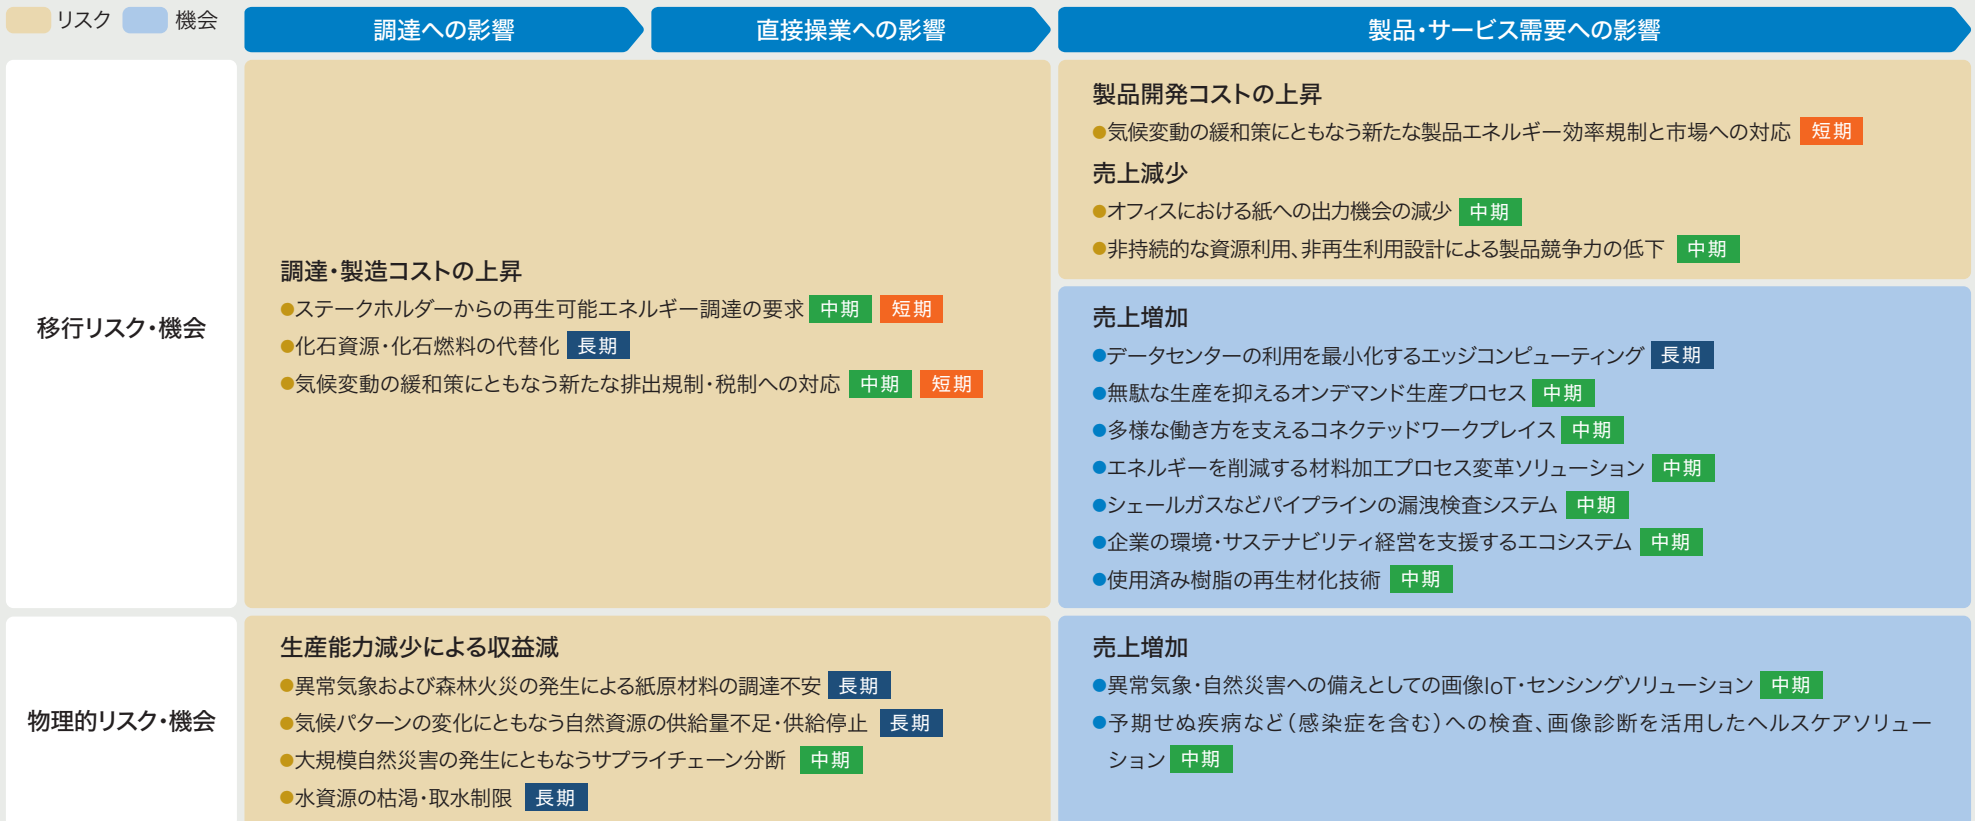 リスク 機会
調達への影響
直接操業への影響
製品・サービス需要への影響
移行リスク・機会
調達・製造コストの上昇
●ステークホルダーからの再生可能エネルギー調達の要求 中期 短期
●化石資源・化石燃料の代替化 長期
●気候変動の緩和策にともなう新たな排出規制・税制への対応 中期 短期
製品開発コストの上昇
●気候変動の緩和策にともなう新たな製品エネルギー効率規制と市場への対応 短期
売上減少
●オフィスにおける紙への出力機会の減少 中期
●非持続的な資源利用、非再生利用設計による製品競争力の低下 中期
売上増加
●データセンターの利用を最小化するエッジコンピューティング 長期
●無駄な生産を抑えるオンデマンド生産プロセス 中期
●多様な働き方を支えるコネクテッドワークプレイス 中期
●エネルギーを削減する材料加工プロセス変革ソリューション 中期
●シェールガスなどパイプラインの漏洩検査システム 中期
●企業の環境・サステナビリティ経営を支援するエコシステム 中期
●使用済み樹脂の再生材化技術 中期
物理的リスク・機会
生産能力減少による収益減
●異常気象および森林火災の発生による紙原材料の調達不安 長期
●気候パターンの変化にともなう自然資源の供給量不足・供給停止 長期
●大規模自然災害の発生にともなうサプライチェーン分断 中期
●水資源の枯渇・取水制限 長期
売上増加
●異常気象・自然災害への備えとしての画像IoT・センシングソリューション 中期
●予期せぬ疾病など（感染症を含む）への検査、画像診断を活用したヘルスケアソリュー
ション 中期